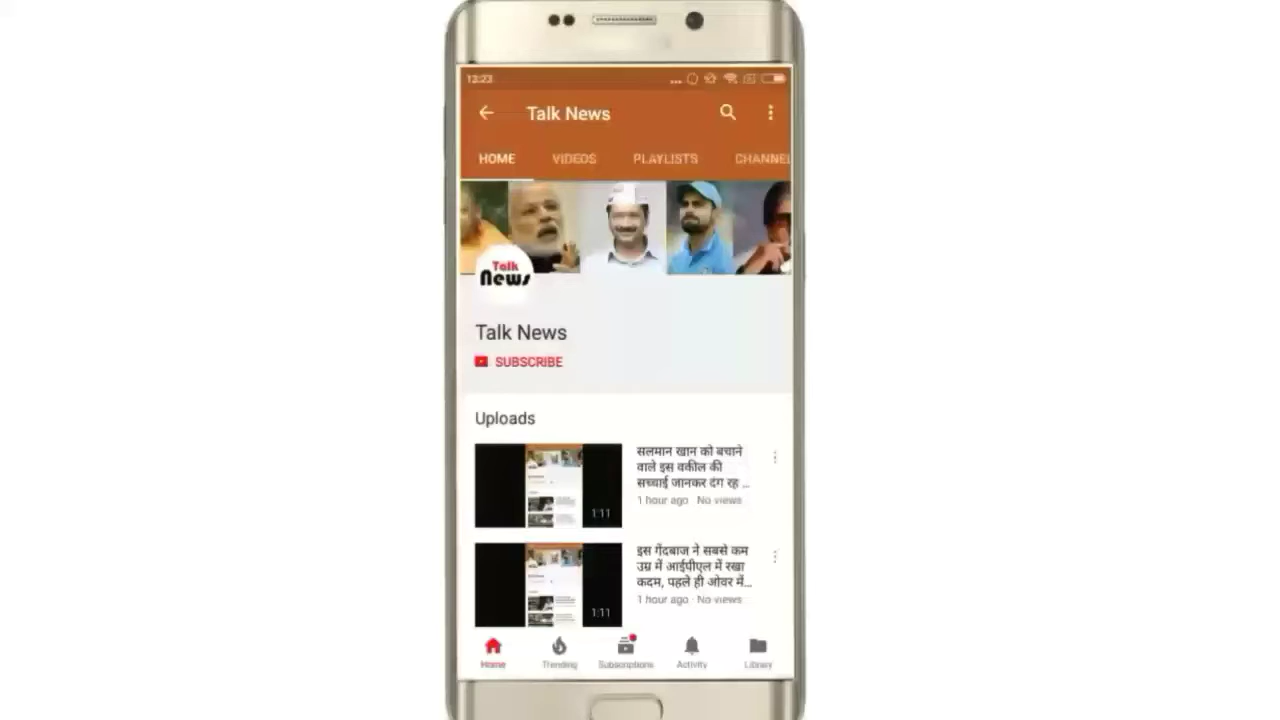 12:23
Talk News
HOME VIDEOS PLAYLISTS CHANNEL
Talk
News
Talk News
SUBSCRIBE
Uploads
सलमान खान को बचाने
वाले इस वकील की
सच्चाई जानकर दंग रह ...
1 hour ago · No views
1:11
इस गेंदबाज ने सबसे कम
उम्र में आईपीएल में रखा
कदम, पहले ही ओवर में...
1 hour ago · No views
1:11
Home Trending Subscriptions Activity Library